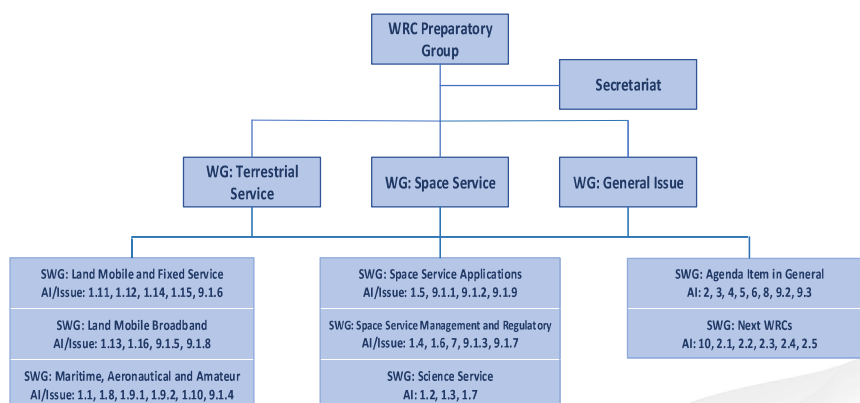 WRC Preparatory
Group
Secretariat
WG: Terrestrial
Service
WG: Space Service
WG: General Issue
SWG: Land Mobile and Fixed Service
AI/Issue: 1.11, 1.12, 1.14, 1.15, 9.1.6
SWG: Land Mobile Broadband
AI/Issue: 1.13, 1.16, 9.1.5, 9.1.8
SWG: Maritime, Aeronautical and Amateur
AI/Issue: 1.1, 1.8, 1.9.1, 1.9.2, 1.10, 9.1.4
SWG: Space Service Applications
AI/Issue: 1.5, 9.1.1, 9.1.2, 9.1.9
SWG: Space Service Management and Regulatory
AI/Issue: 1.4, 1.6, 7, 9.1.3, 9.1.7
SWG: Science Service
AI: 1.2, 1.3, 1.7
SWG: Agenda Item in General
AI: 2, 3, 4, 5, 6, 8, 9.2, 9.3
SWG: Next WRCs
AI: 10, 2.1, 2.2, 2.3, 2.4, 2.5